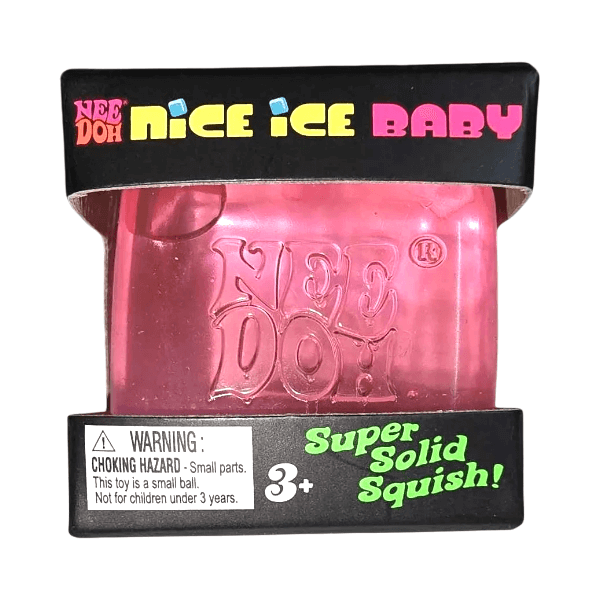 NEE DOH NiCE iCE BABY
NEE
DOH ®
WARNING :
CHOKING HAZARD - Small parts.
This toy is a small ball.
Not for children under 3 years.
3+
Super
Solid
Squish!